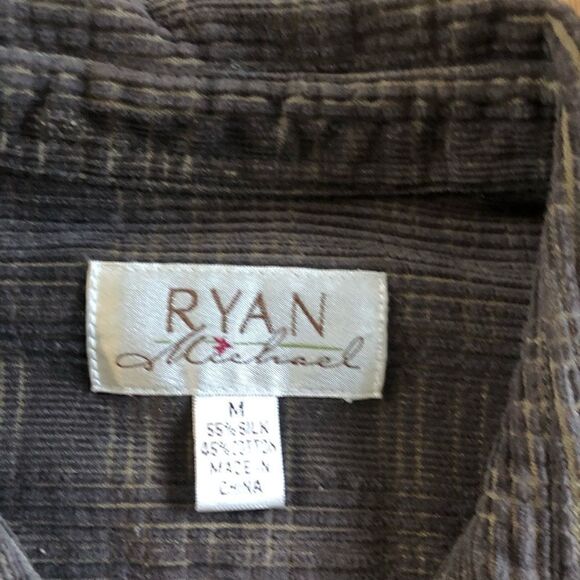 RYAN
Michael
M
55% SILK
45% COTTON
MADE IN
CHINA